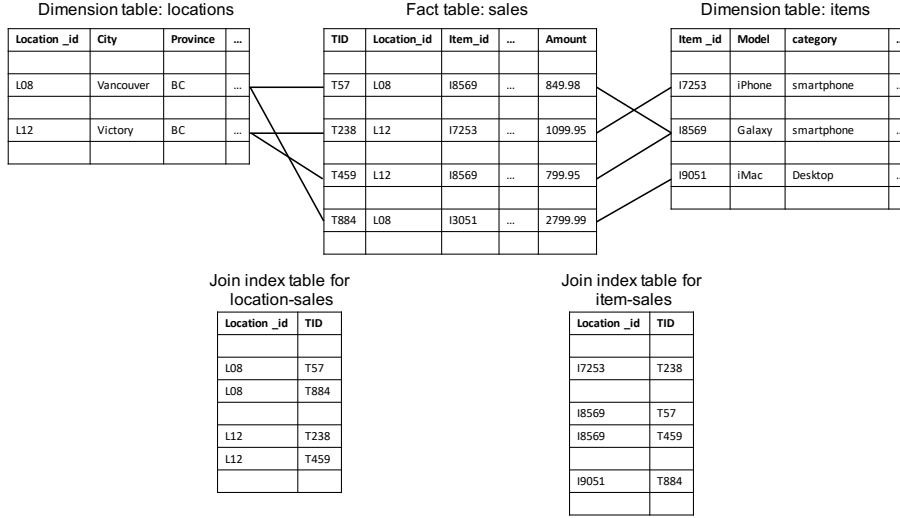 Dimension table: locations
Location _id City Province ...
L08 Vancouver BC ...
L12 Victory BC ...
Fact table: sales
TID Location_id Item_id ... Amount
T57 L08 I8569 ... 849.98
T238 L12 I7253 ... 1099.95
T459 L12 I8569 ... 799.95
T884 L08 I3051 ... 2799.99
Dimension table: items
Item _id Model category ..
I7253 iPhone smartphone ..
I8569 Galaxy smartphone ..
I9051 iMac Desktop ..
Join index table for
location-sales
Location _id TID
L08 T57
L08 T884
L12 T238
L12 T459
Join index table for
item-sales
Location _id TID
I7253 T238
I8569 T57
I8569 T459
I9051 T884